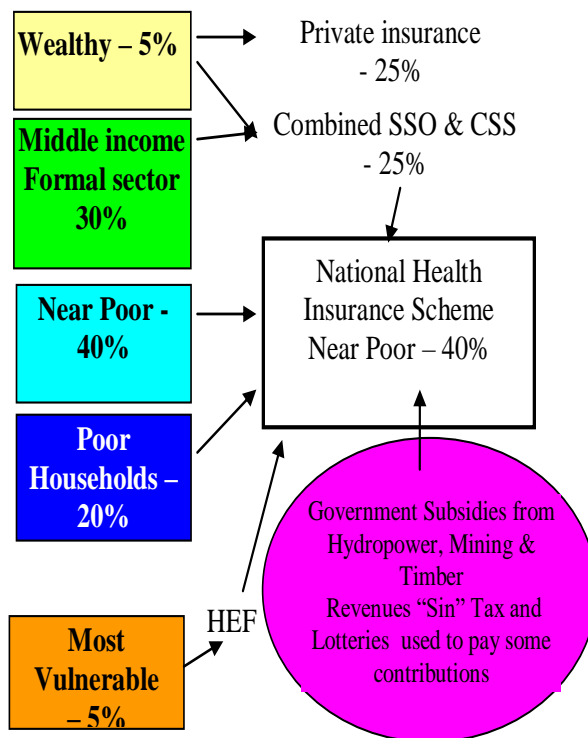 Wealthy – 5%
Private insurance
- 25%
Middle income
Formal sector
30%
Combined SSO & CSS
- 25%
Near Poor -
40%
National Health
Insurance Scheme
Near Poor – 40%
Poor
Households –
20%
Government Subsidies from
Hydropower, Mining &
Timber
Revenues “Sin” Tax and
Lotteries used to pay some
contributions
HEF
Most
Vulnerable
– 5%